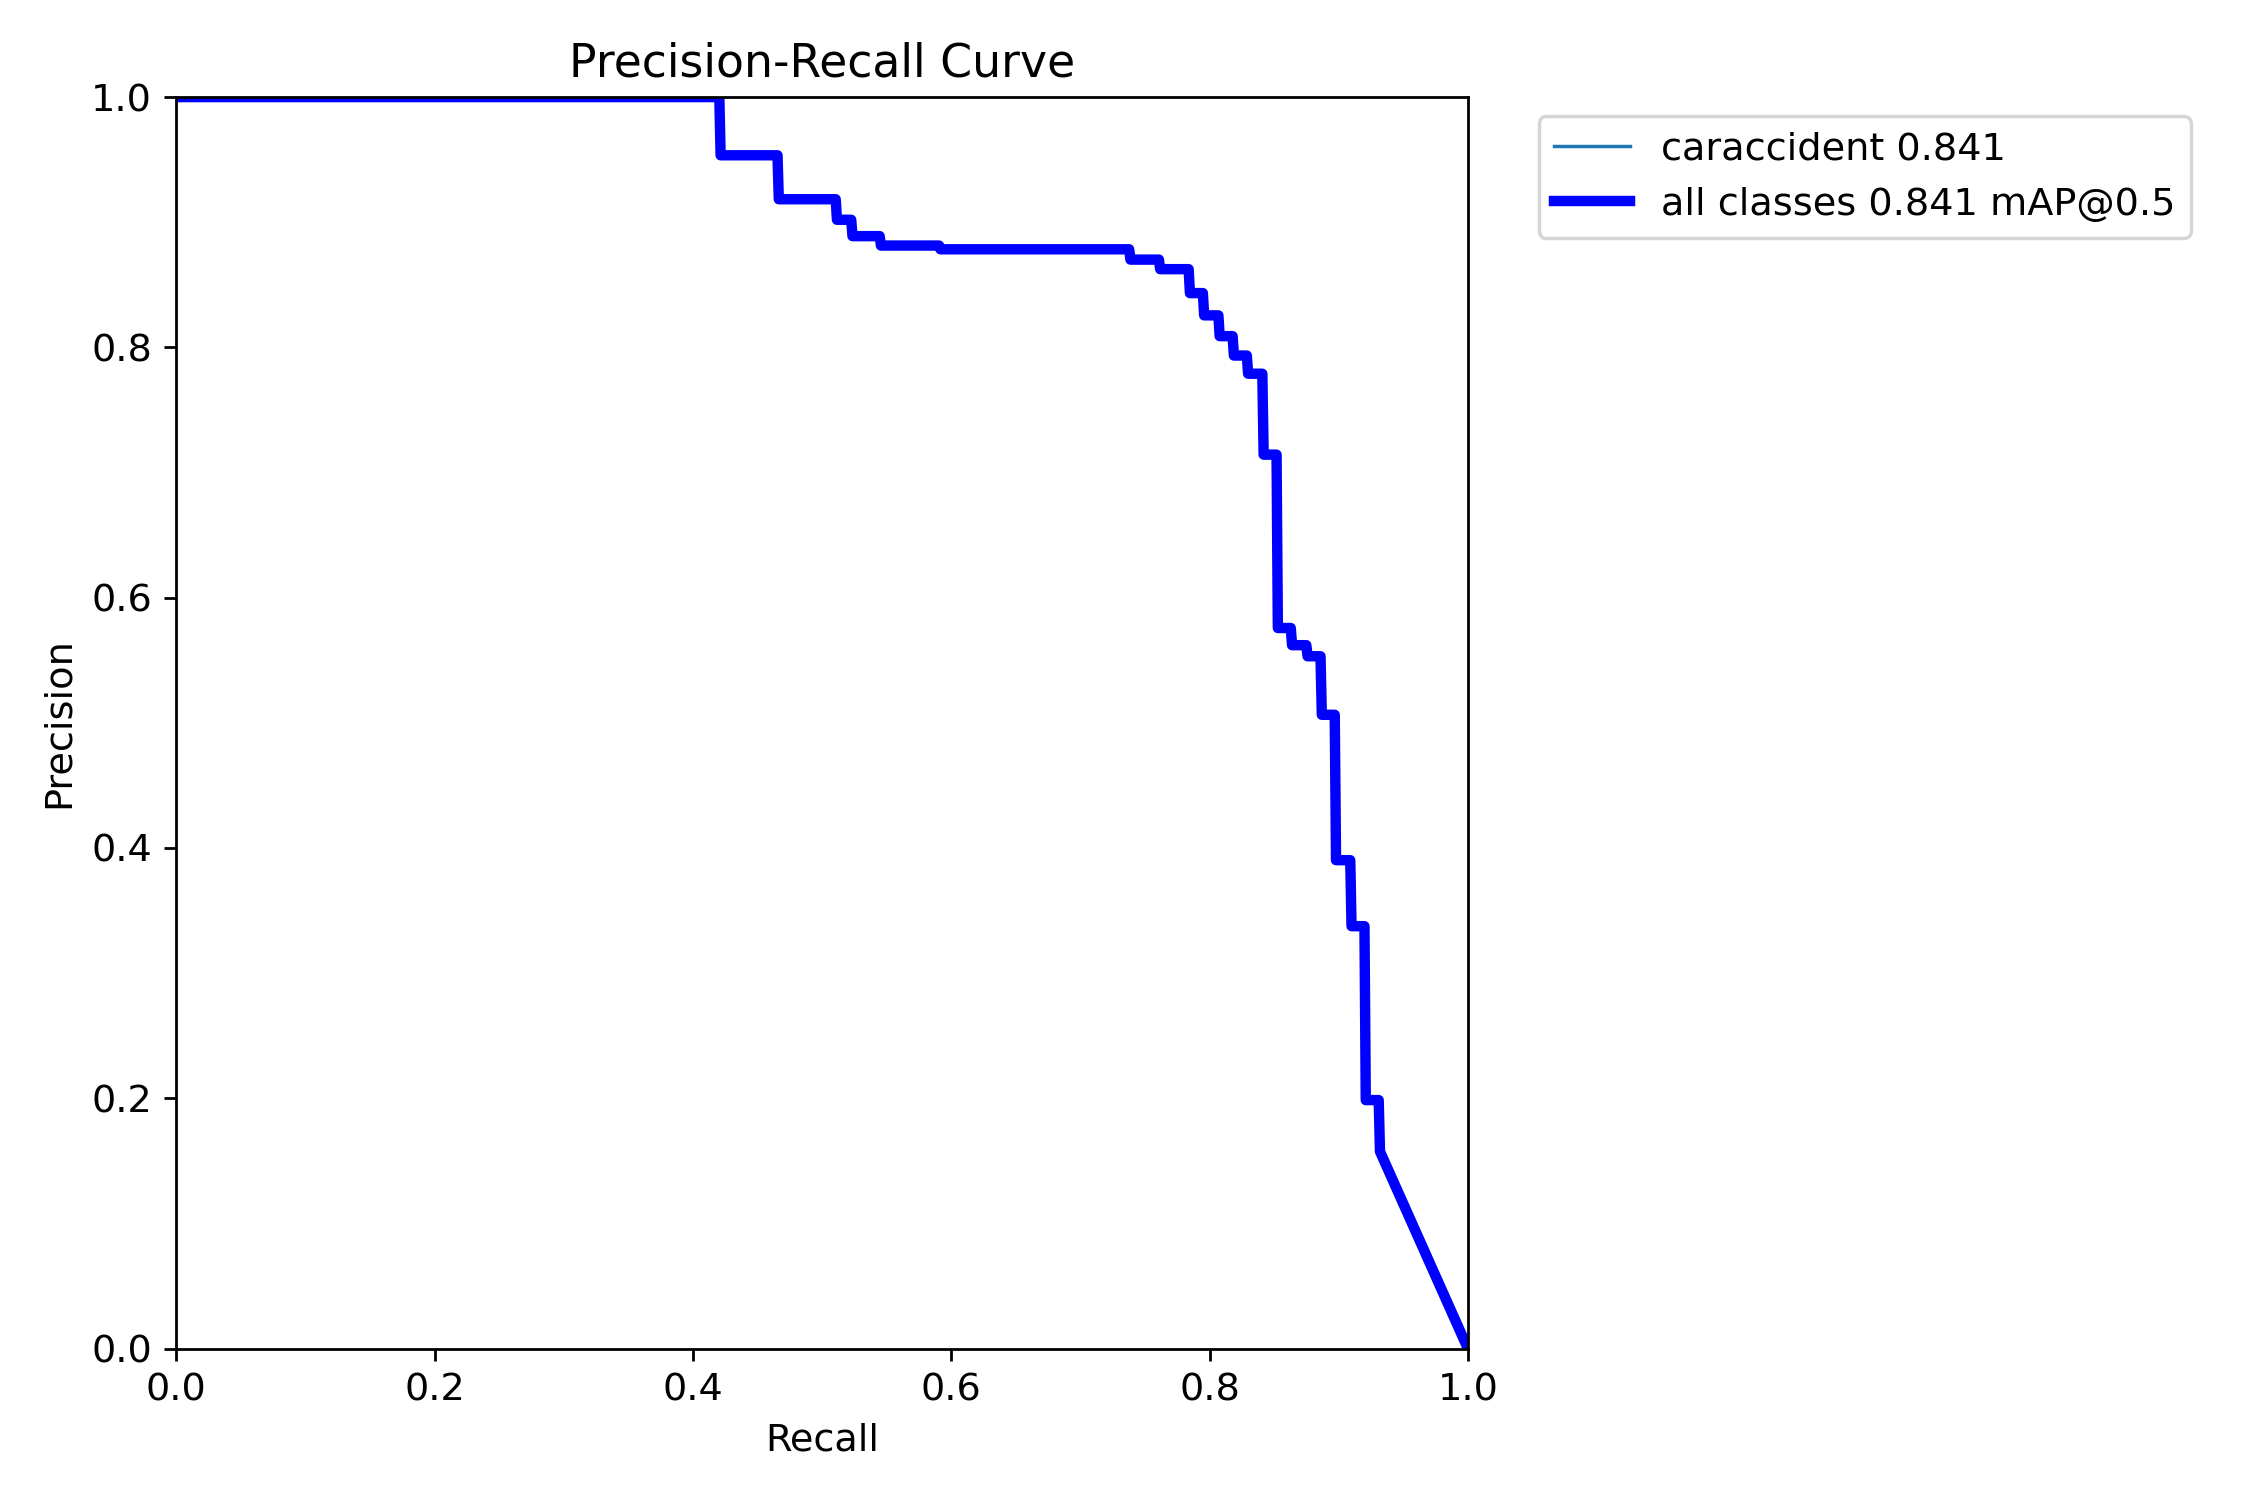 Precision-Recall Curve
1.0
0.8
0.6
0.4
0.2
0.0
Precision
0.0 0.2 0.4 0.6 0.8 1.0
Recall
caraccident 0.841
all classes 0.841 mAP@0.5